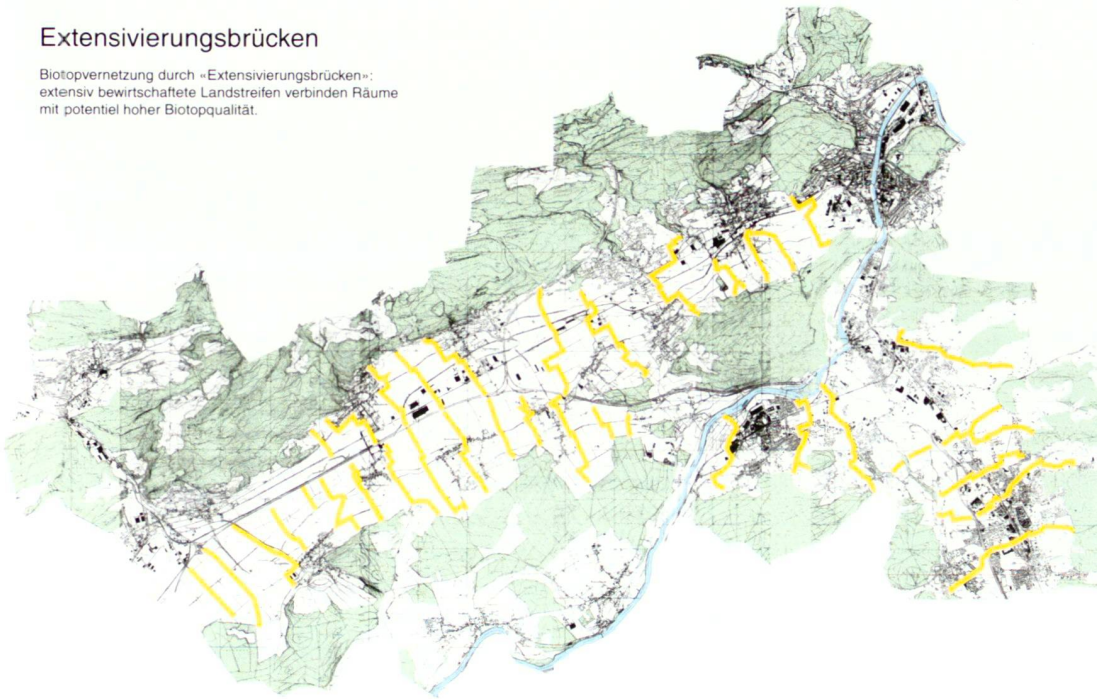 Extensivierungsbrücken
Biotopvernetzung durch «Extensivierungsbrücken»:
extensiv bewirtschaftete Landstreifen verbinden Räume
mit potentiel hoher Biotopqualität.